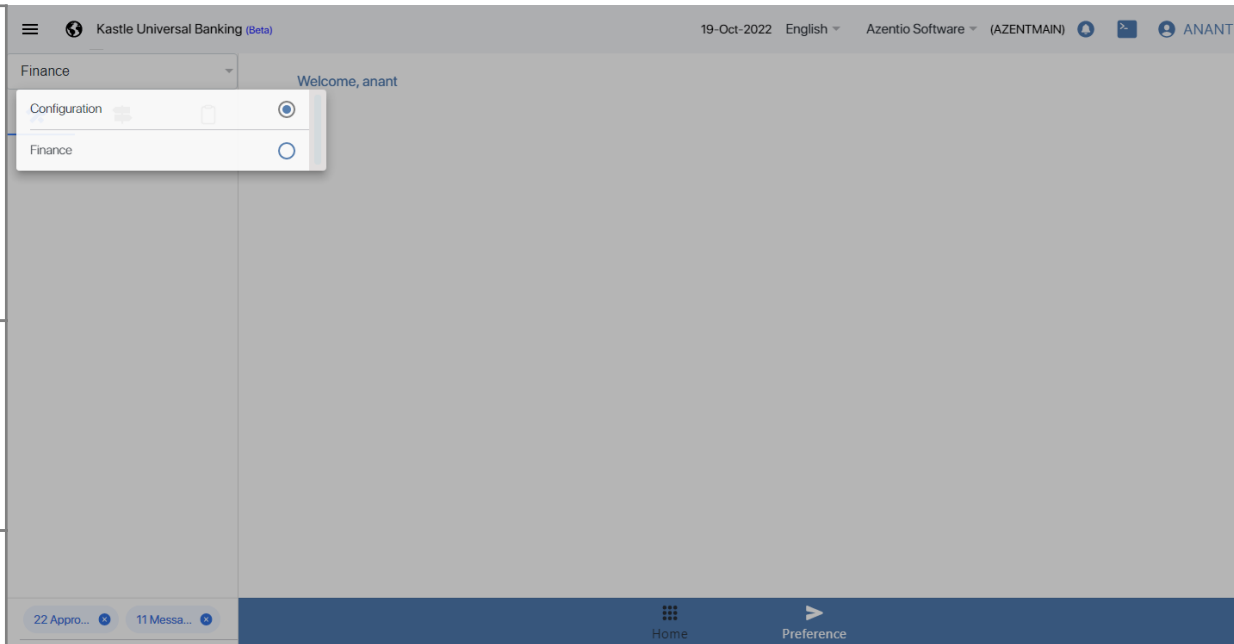 Kastle Universal Banking (Beta)
19-Oct-2022 English Azentio Software (AZENTMAIN) ANANT
Finance
Welcome, anant
Configuration
Finance
22 Appro... 11 Messa...
Home Preference